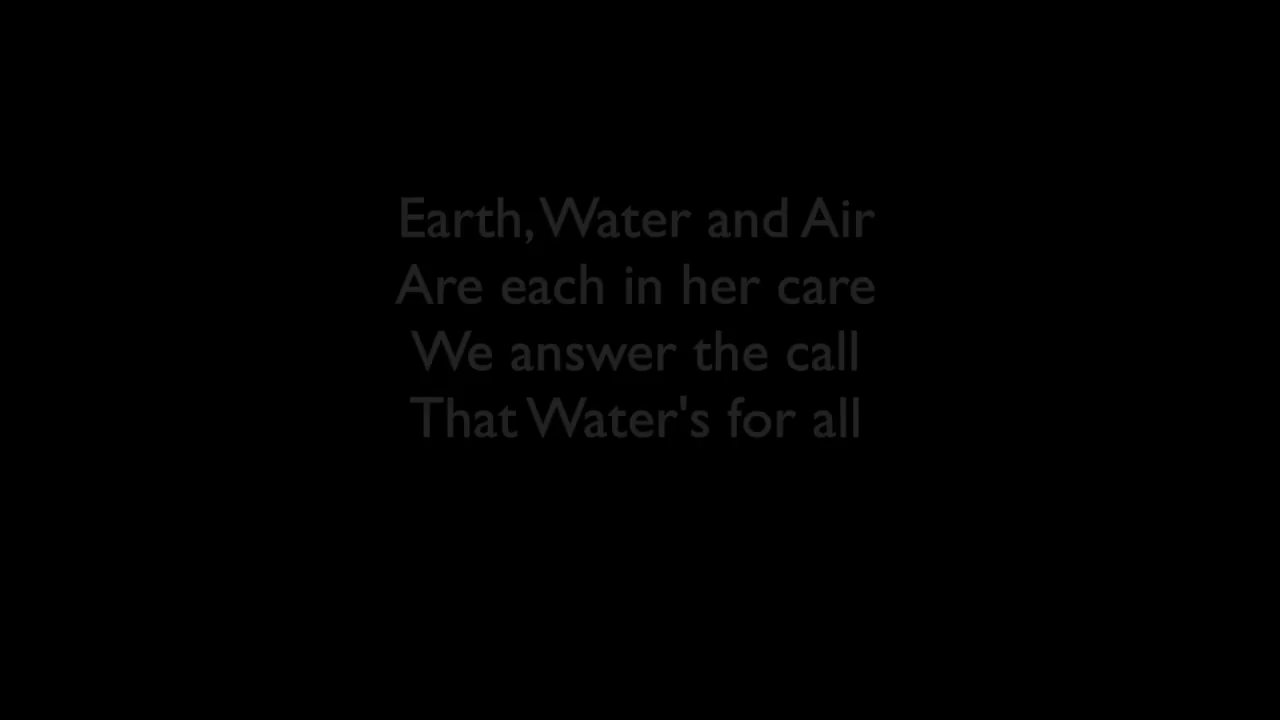 Earth, Water and Air
Are each in her care
We answer the call
That Water's for all